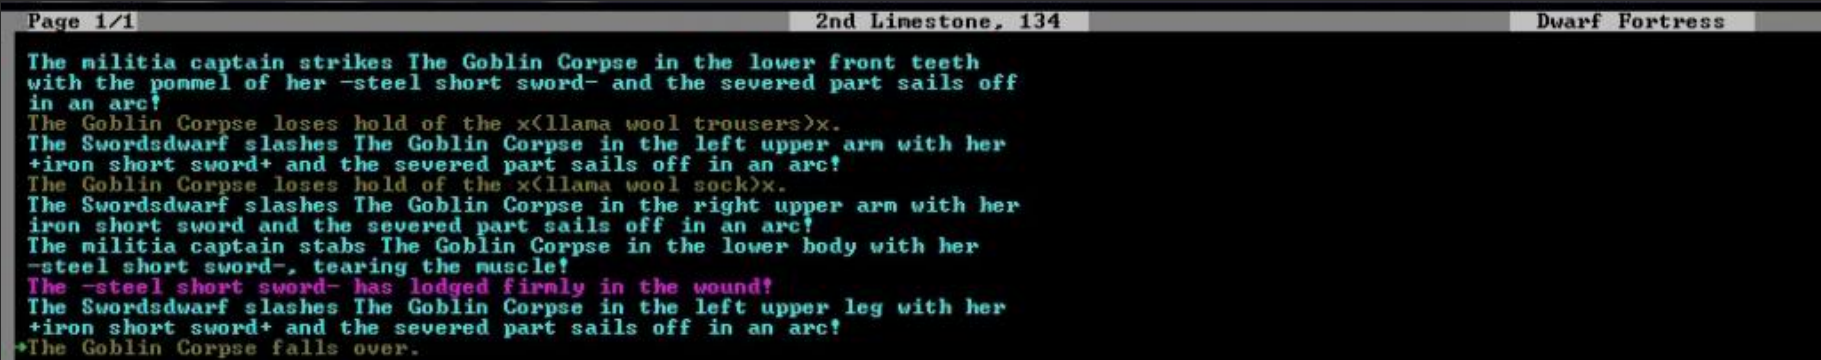 Page 1/1 2nd Limestone, 134 Dwarf Fortress
The militia captain strikes The Goblin Corpse in the lower front teeth
with the pommel of her -steel short sword- and the severed part sails off
in an arc!
The Goblin Corpse loses hold of the x(llama wool trousers)x.
The Swordsdwarf slashes The Goblin Corpse in the left upper arm with her
+iron short sword+ and the severed part sails off in an arc!
The Goblin Corpse loses hold of the x(llama wool sock)x.
The Swordsdwarf slashes The Goblin Corpse in the right upper arm with her
iron short sword and the severed part sails off in an arc!
The militia captain stabs The Goblin Corpse in the lower body with her
-steel short sword-, tearing the muscle!
The -steel short sword- has lodged firmly in the wound!
The Swordsdwarf slashes The Goblin Corpse in the left upper leg with her
+iron short sword+ and the severed part sails off in an arc!
The Goblin Corpse falls over.